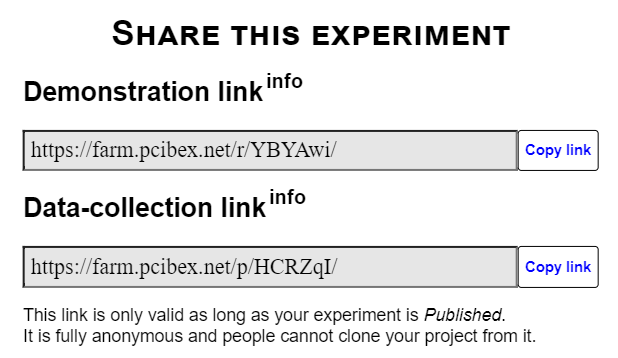 SHARE THIS EXPERIMENT
Demonstration link info
https://farm.pcibex.net/r/YBYAwi/ Copy link
Data-collection link info
https://farm.pcibex.net/p/HCRZqI/ Copy link
This link is only valid as long as your experiment is Published.
It is fully anonymous and people cannot clone your project from it.